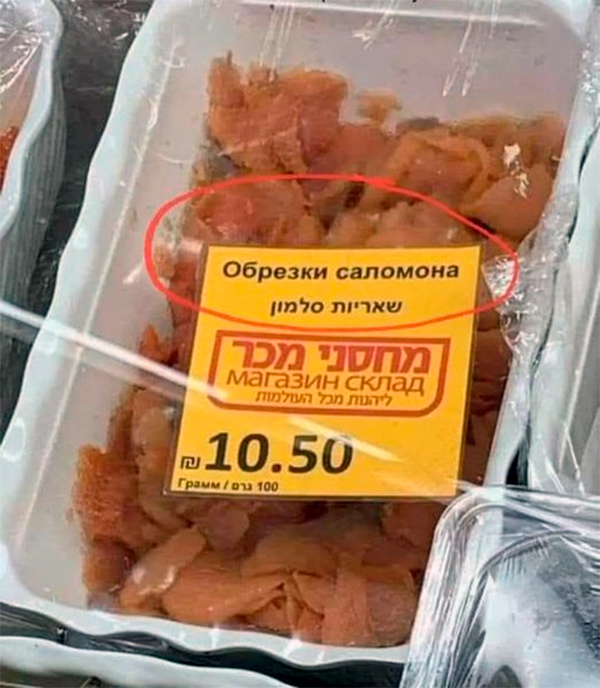 Обрезки саломона
שאריות סלמון
מחסני מכר
магазин склад
ליהנות מכל העולמות
₪10.50
Грамм / גרם 100